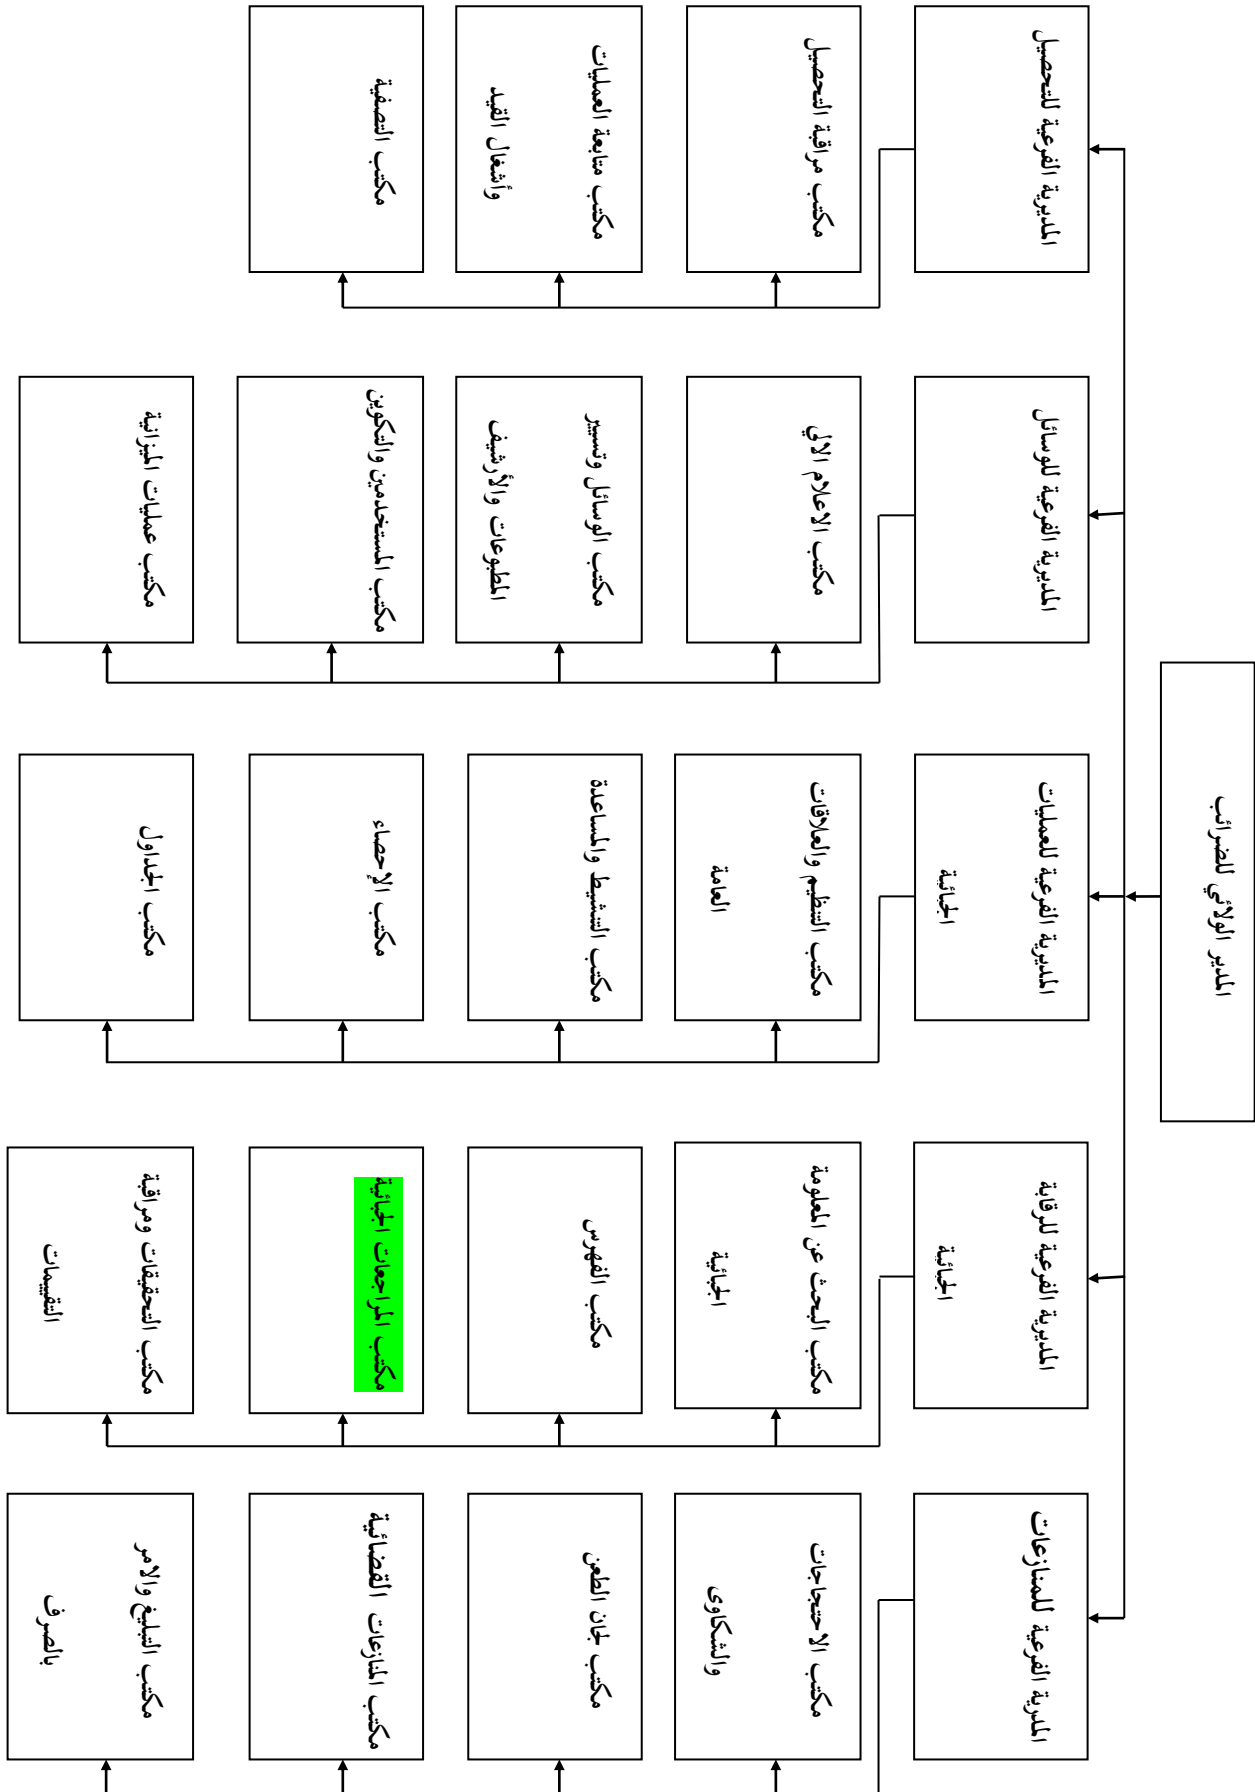 المدير الولائي للضرائب
المديرية الفرعية للتحصيل
المديرية الفرعية للوسائل
المديرية الفرعية للعمليات
الجبائية
المديرية الفرعية للرقابة
الجبائية
المدرية الفرعية للمنازعات
مكتب مراقبة التحصيل
مكتب متابعة العمليات
وأشغال القيد
مكتب التصفية
مكتب الاعلام الالي
مكتب الوسائل وتسيير
المطبوعات والأرشيف
مكتب المستخدمين والتكوين
مكتب عمليات الميزانية
مكتب التنظيم والعلاقات
العامة
مكتب التنشيط والمساعدة
مكتب الإحصاء
مكتب الجداول
مكتب البحث عن المعلومة
الجبائية
مكتب الفهرس
مكتب المراجعات الجبائية
مكتب التحقيقات ومراقبة
التقييمات
مكتب الاحتجاجات
والشكاوى
مكتب لجان الطعن
مكتب المنازعات القضائية
مكتب التبليغ والامر
بالصرف